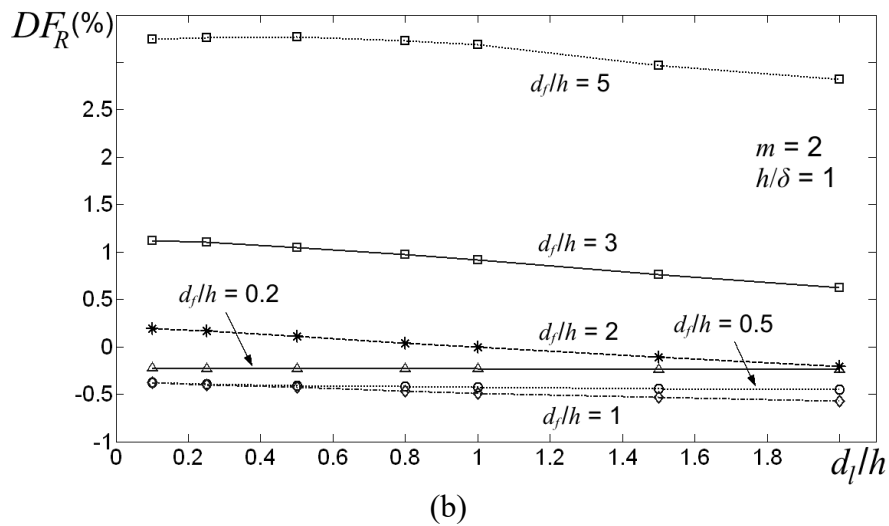 DF_R(%)
d_f/h = 5
2.5
m = 2
2
h/δ = 1
1.5
1
d_f/h = 3
0.5
d_f/h = 0.2
d_f/h = 2
d_f/h = 0.5
0
-0.5
d_f/h = 1
-1
0 0.2 0.4 0.6 0.8 1 1.2 1.4 1.6 1.8 d_l/h
(b)